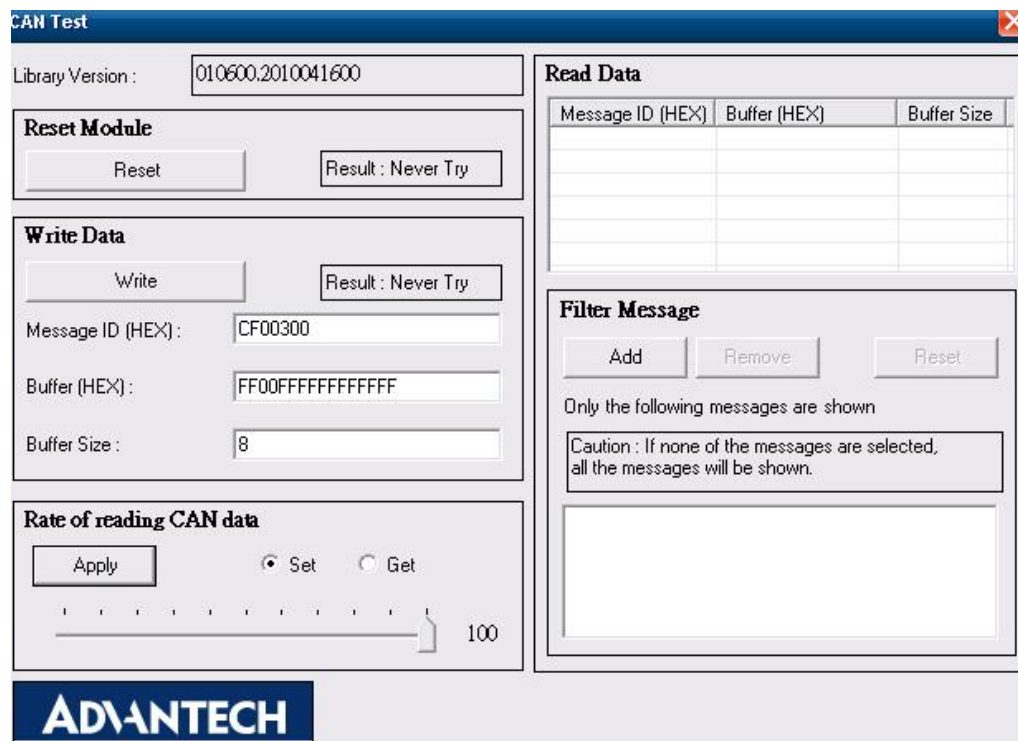 CAN Test
Library Version :
010600.2010041600
Reset Module
Reset
Result : Never Try
Write Data
Write
Result : Never Try
Message ID (HEX) :
CF00300
Buffer (HEX) :
FF00FFFFFFFFFFFF
Buffer Size :
8
Rate of reading CAN data
Apply
Set
Get
100
ADVANTECH
Read Data
Message ID (HEX)
Buffer (HEX)
Buffer Size
Filter Message
Add
Remove
Reset
Only the following messages are shown
Caution : If none of the messages are selected,
all the messages will be shown.